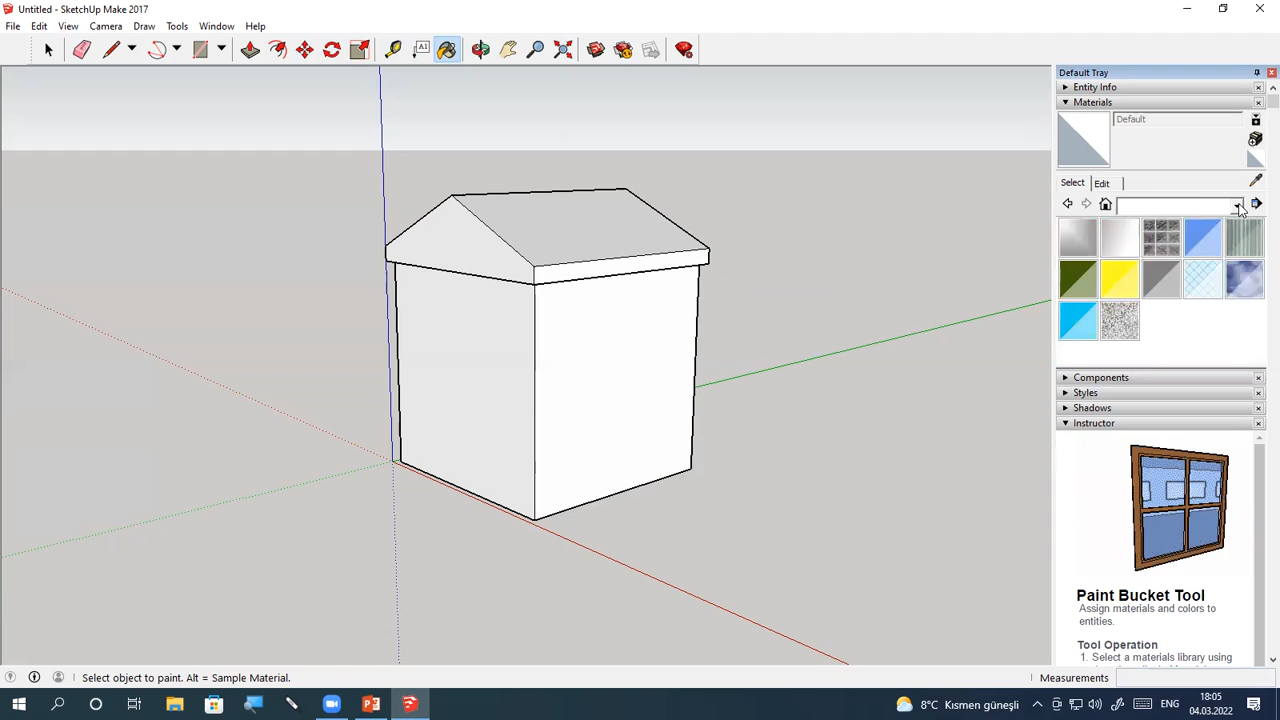 Untitled - SketchUp Make 2017
File Edit View Camera Draw Tools Window Help
A1
Default Tray
Entity Info
Materials
Default
Select Edit
Components
Styles
Shadows
Instructor
Paint Bucket Tool
Assign materials and colors to
entities.
Tool Operation
1. Select a materials library using
Select object to paint. Alt = Sample Material.
Measurements
8°C Kısmen güneşli
ENG
18:05
04.03.2022